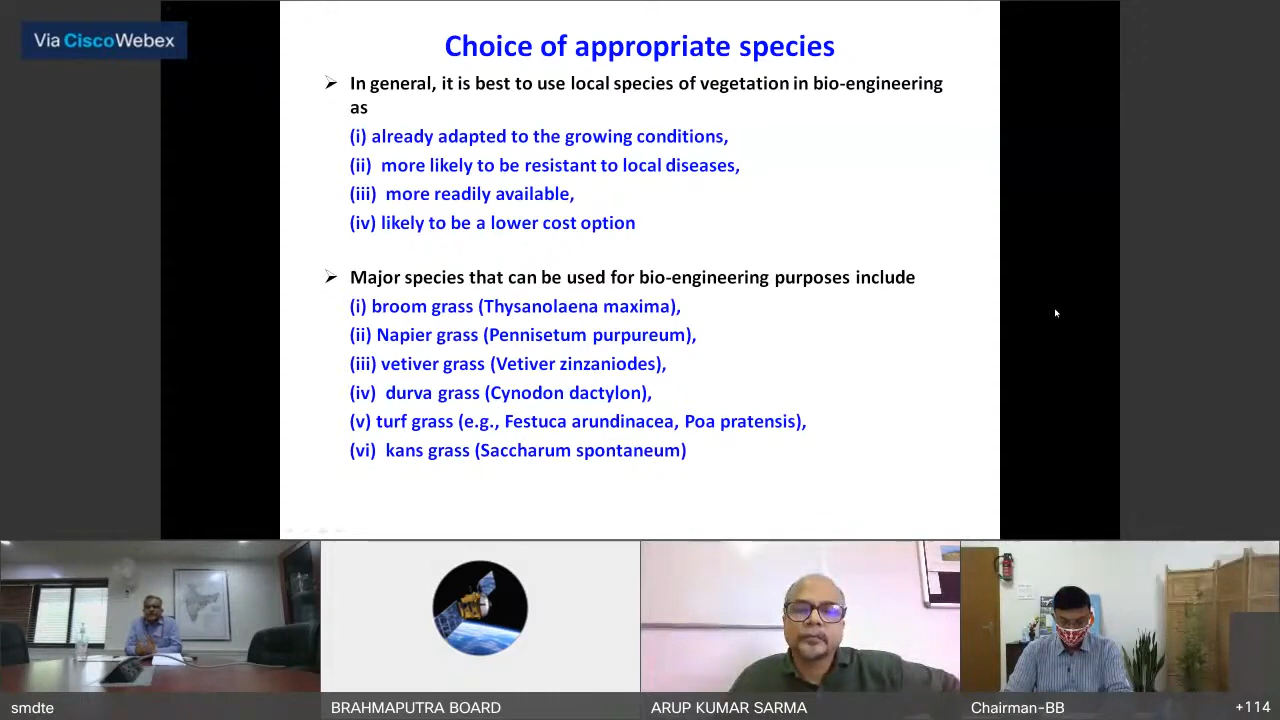 Via CiscoWebex
Choice of appropriate species
➢ In general, it is best to use local species of vegetation in bio-engineering
as
(i) already adapted to the growing conditions,
(ii) more likely to be resistant to local diseases,
(iii) more readily available,
(iv) likely to be a lower cost option
➢ Major species that can be used for bio-engineering purposes include
(i) broom grass (Thysanolaena maxima),
(ii) Napier grass (Pennisetum purpureum),
(iii) vetiver grass (Vetiver zinzaniodes),
(iv) durva grass (Cynodon dactylon),
(v) turf grass (e.g., Festuca arundinacea, Poa pratensis),
(vi) kans grass (Saccharum spontaneum)
smdte
BRAHMAPUTRA BOARD
ARUP KUMAR SARMA
Chairman-BB
+114